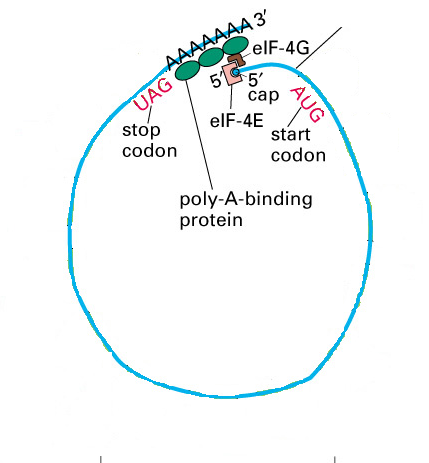 AAAAAAA 3′
eIF-4G
5′ 5′
cap
UAG
AUG
eIF-4E
stop
codon
start
codon
poly-A-binding
protein